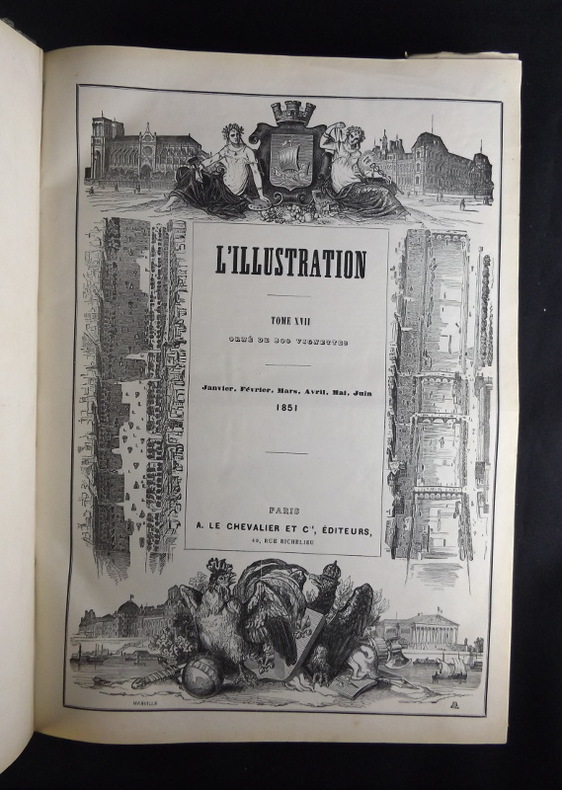 L'ILLUSTRATION
TOME XVII
ORNÉ DE 800 VIGNETTES
Janvier, Février, Mars, Avril, Mai, Juin
1851
PARIS
A. LE CHEVALIER ET Cie, ÉDITEURS,
60, RUE RICHELIEU